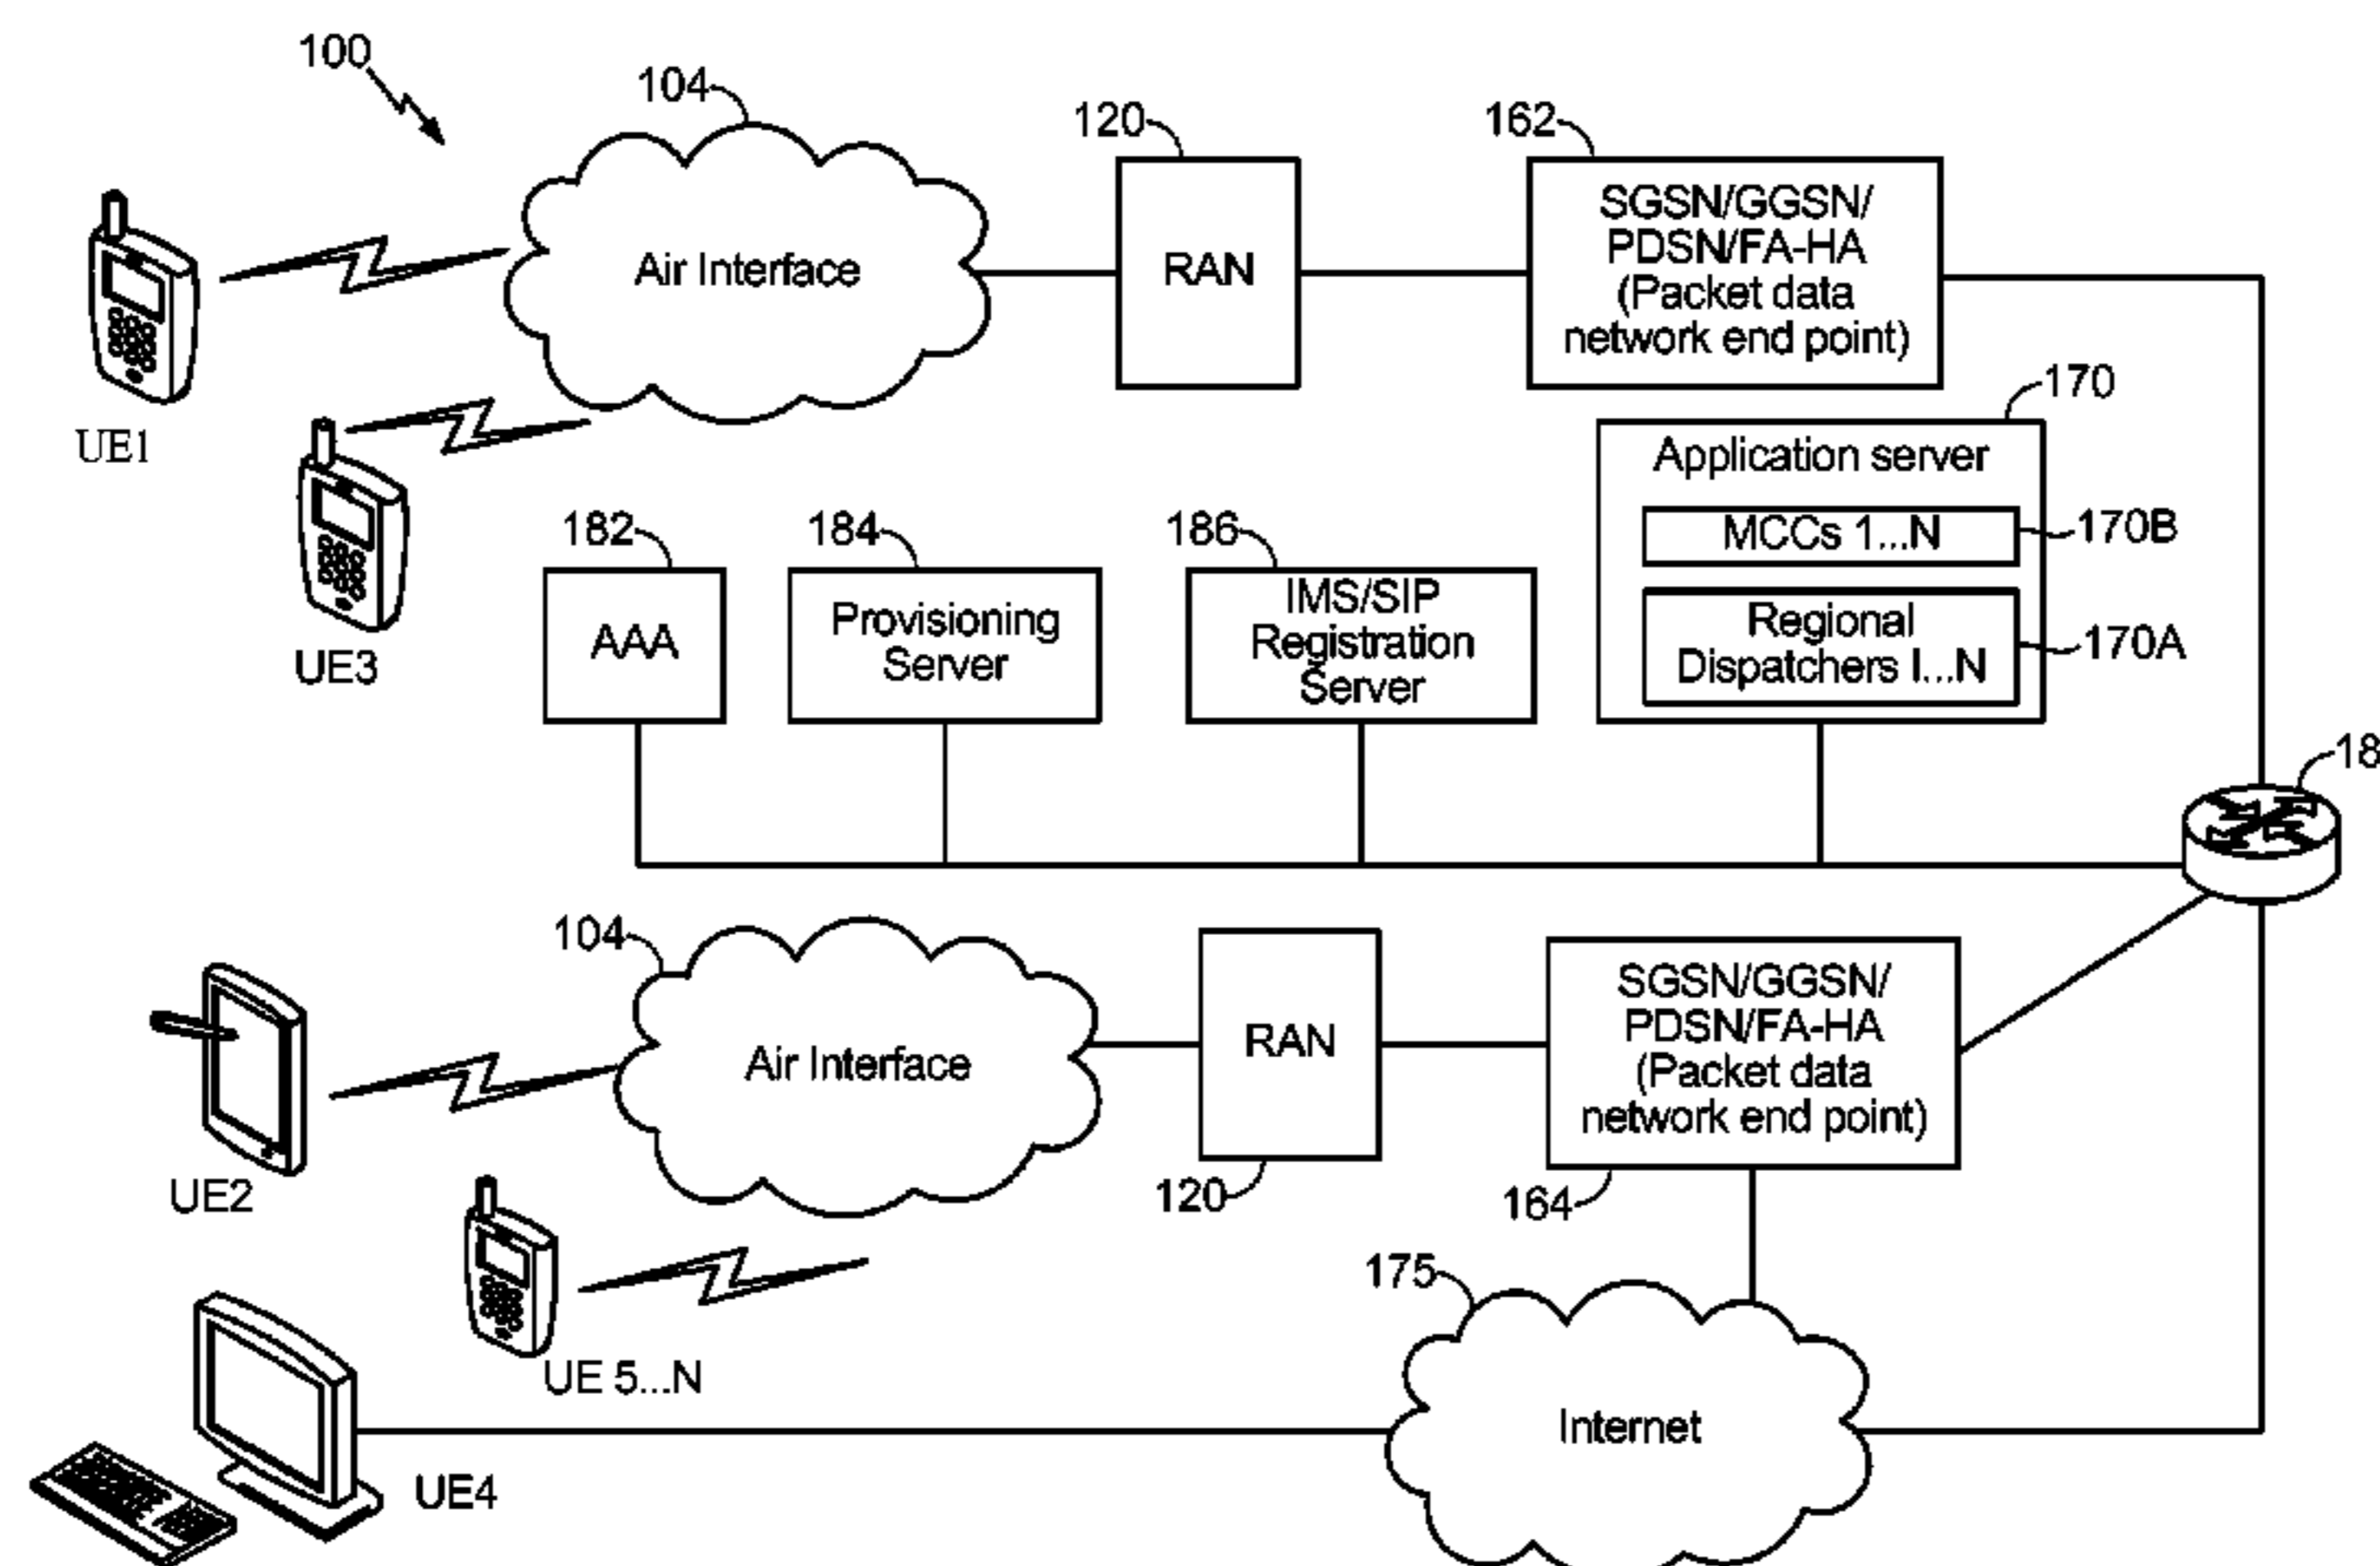 100
104
120
162
Air Interface
RAN
SGSN/GGSN/
PDSN/FA-HA
(Packet data
network end point)
UE1
UE3
170
Application server
MCCs 1...N
170B
Regional
Dispatchers I...N
170A
182
AAA
184
Provisioning
Server
186
IMS/SIP
Registration
Server
18
104
Air Interface
RAN
120
SGSN/GGSN/
PDSN/FA-HA
(Packet data
network end point)
164
UE2
UE 5...N
175
Internet
UE4